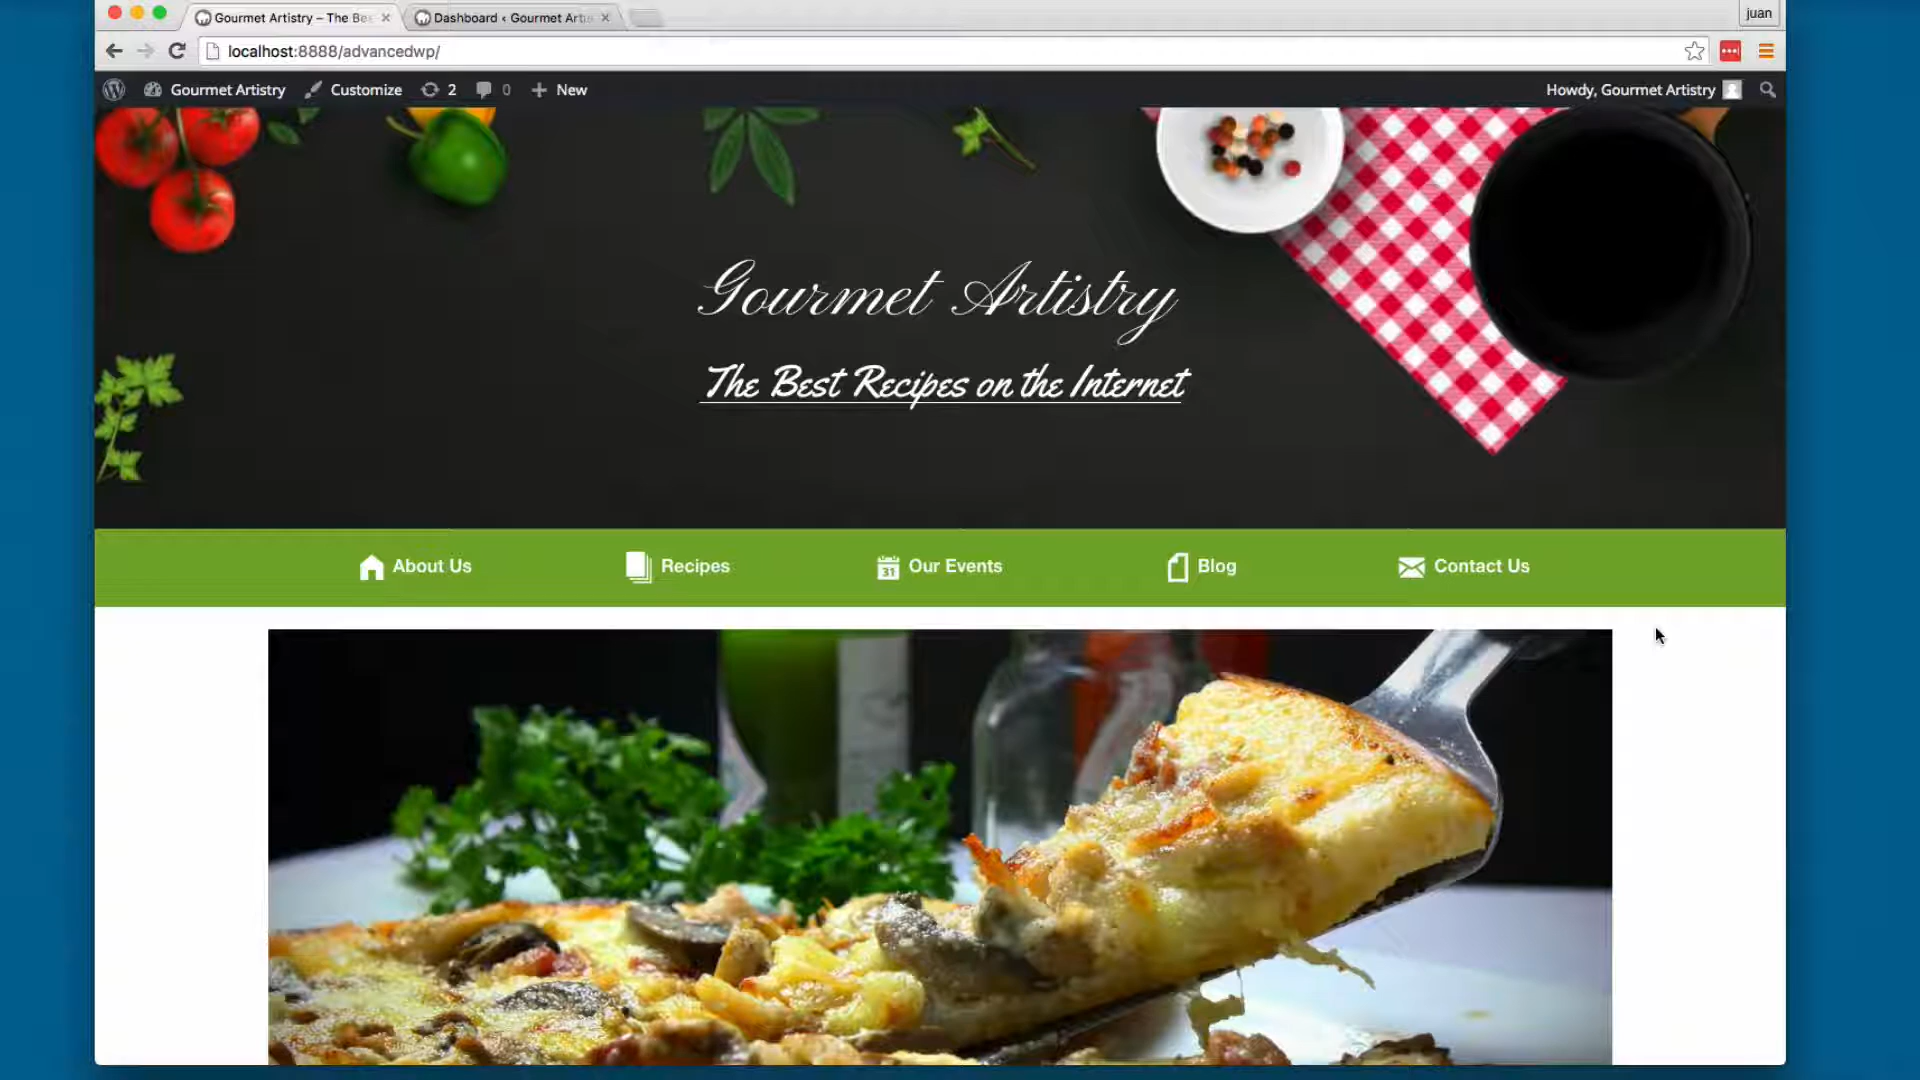 Gourmet Artistry – The Be
Dashboard ‹ Gourmet Arti
juan
localhost:8888/advancedwp/
Gourmet Artistry
Customize
2
0
New
Howdy, Gourmet Artistry
Gourmet Artistry
The Best Recipes on the Internet
About Us
Recipes
31
Our Events
Blog
Contact Us